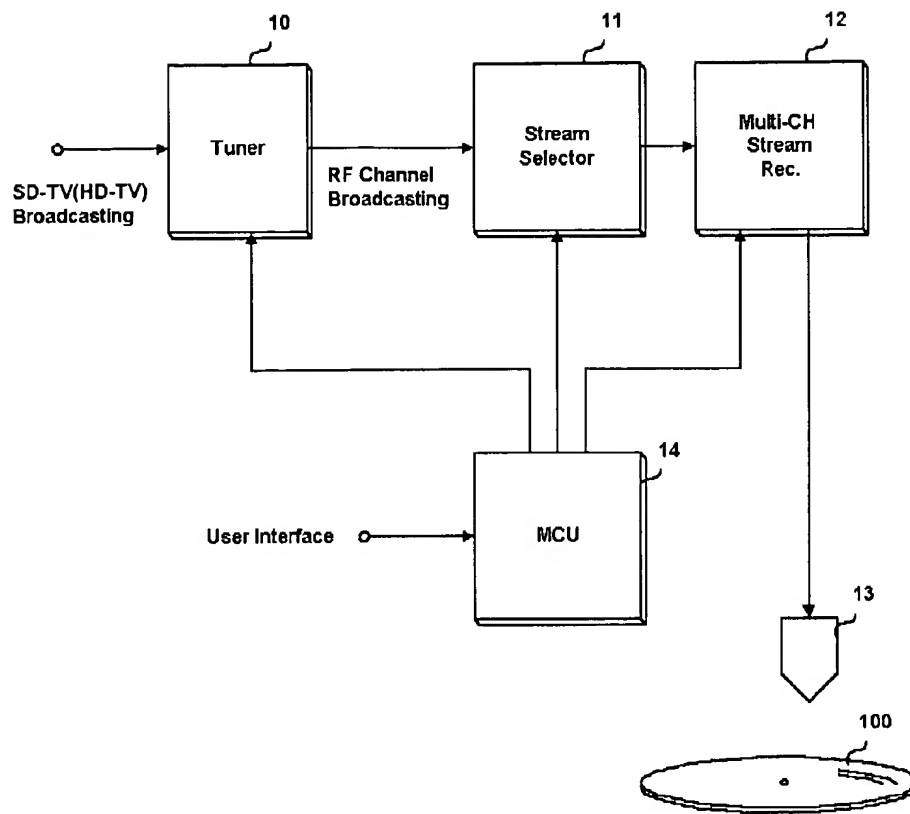 10
11
12
Tuner
Stream
Selector
Multi-CH
Stream
Rec.
SD-TV(HD-TV)
Broadcasting
RF Channel
Broadcasting
14
User Interface
MCU
13
100